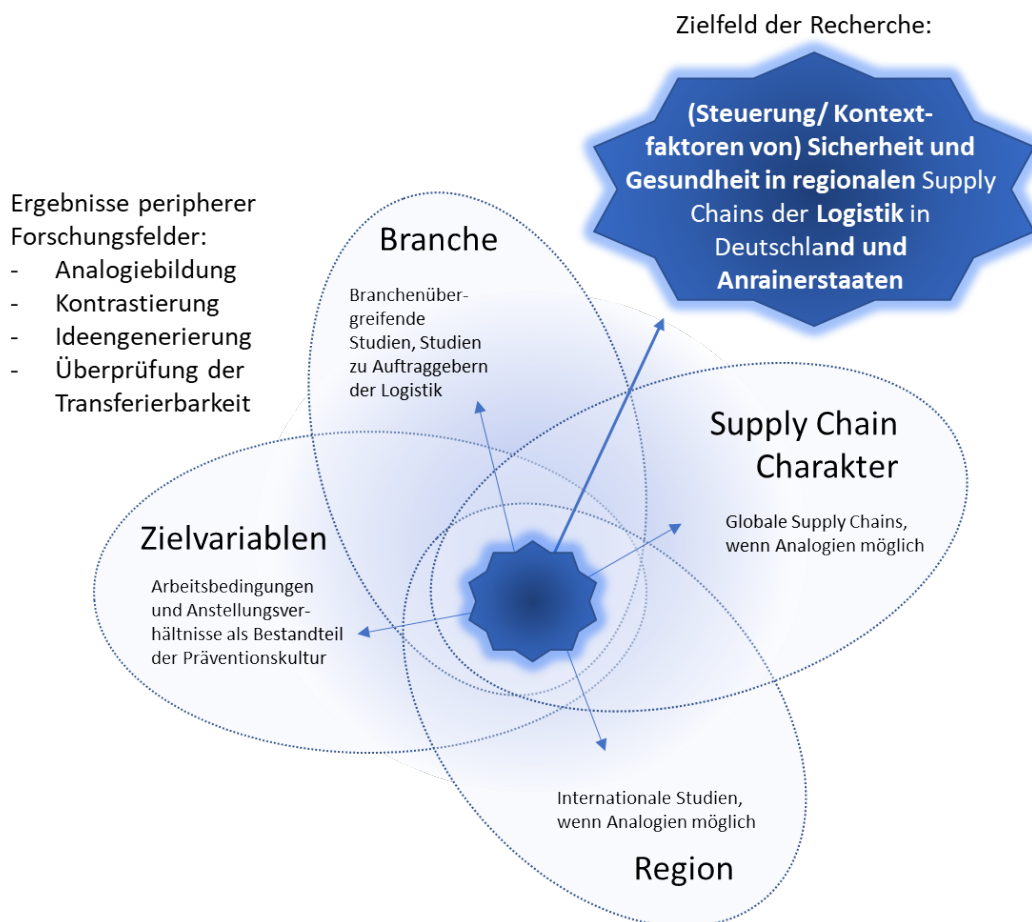 Zielfeld der Recherche:
(Steuerung/ Kontext-
faktoren von) Sicherheit und
Gesundheit in regionalen Supply
Chains der Logistik in
Deutschland und
Anrainerstaaten
Ergebnisse peripherer
Forschungsfelder:
- Analogiebildung
- Kontrastierung
- Ideengenerierung
- Überprüfung der
Transferierbarkeit
Branche
Branchenüber-
greifende
Studien, Studien
zu Auftraggebern
der Logistik
Supply Chain
Charakter
Globale Supply Chains,
wenn Analogien möglich
Zielvariablen
Arbeitsbedingungen
und Anstellungsver-
hältnisse als Bestandteil
der Präventionskultur
Internationale Studien,
wenn Analogien möglich
Region